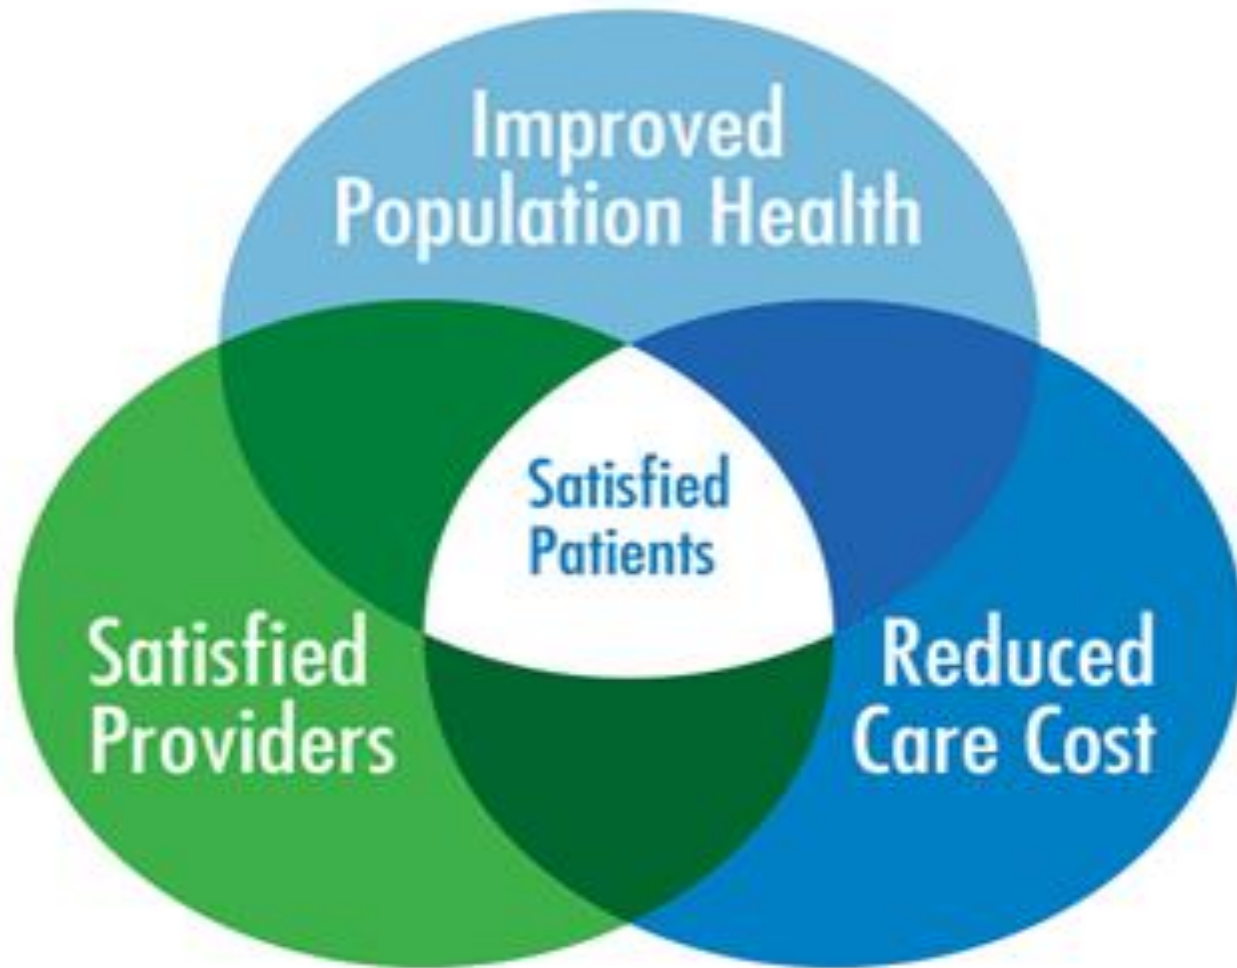 Improved
Population Health
Satisfied
Patients
Satisfied
Providers
Reduced
Care Cost